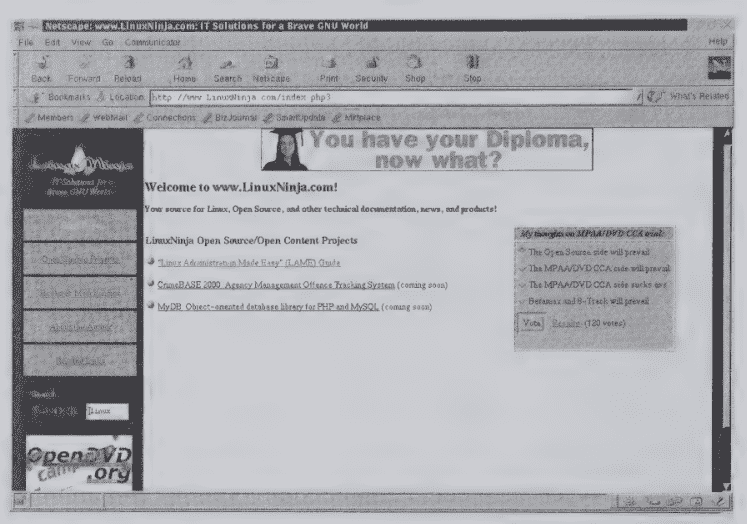 Netscape: www.LinuxNinja.com: IT Solutions for a Brave GNU World
File Edit View Go Communicator Help
Back Forward Reload Home Search Netscape Print Security Shop Stop
Bookmarks Location http://www.LinuxNinja.com/index.php3 What's Related
Members WebMail Connections BizJournal SmartUpdate Mktplace
You have your Diploma,
now what?
Linux Ninja
IT Solutions for a
Brave GNU World
Welcome to www.LinuxNinja.com!
Your source for Linux, Open Source, and other technical documentation, news, and products!
LinuxNinja Open Source/Open Content Projects
"Linux Administration Made Easy" (LAME) Guide
CrimeBASE 2000 Agency Management Offense Tracking System (coming soon)
MyDB Object-oriented database library for PHP and MySQL (coming soon)
My thoughts on MPAA/DVD CCA trial:
The Open Source side will prevail
The MPAA/DVD CCA side will prevail
The MPAA/DVD CCA side sucks
Betamax and 8-Track will prevail
Vote Results (120 votes)
Search
Linux
OpenDVD
.org